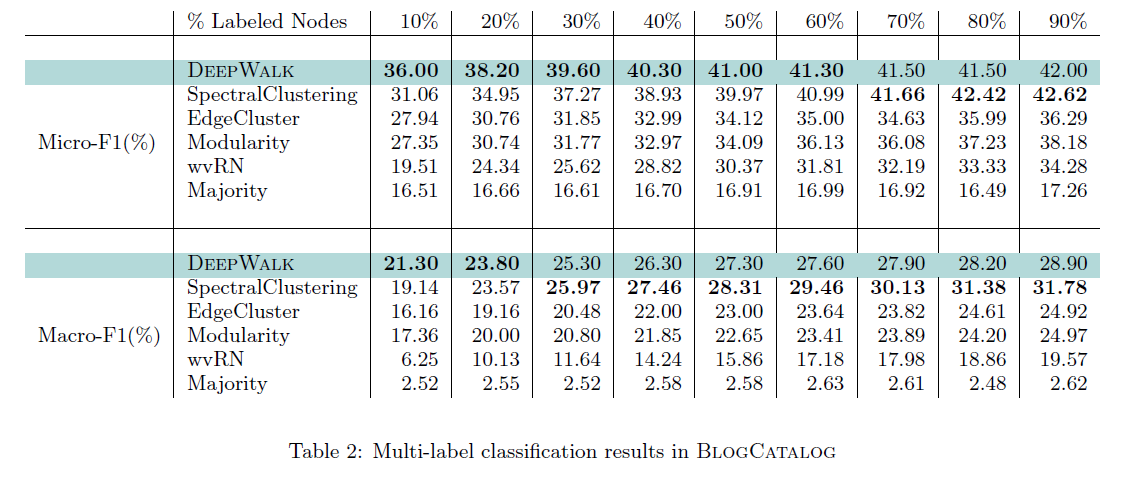 % Labeled Nodes 10% 20% 30% 40% 50% 60% 70% 80% 90%
DEEPWALK 36.00 38.20 39.60 40.30 41.00 41.30 41.50 41.50 42.00
SpectralClustering 31.06 34.95 37.27 38.93 39.97 40.99 41.66 42.42 42.62
EdgeCluster 27.94 30.76 31.85 32.99 34.12 35.00 34.63 35.99 36.29
Micro-F1(%) Modularity 27.35 30.74 31.77 32.97 34.09 36.13 36.08 37.23 38.18
wvRN 19.51 24.34 25.62 28.82 30.37 31.81 32.19 33.33 34.28
Majority 16.51 16.66 16.61 16.70 16.91 16.99 16.92 16.49 17.26
DEEPWALK 21.30 23.80 25.30 26.30 27.30 27.60 27.90 28.20 28.90
SpectralClustering 19.14 23.57 25.97 27.46 28.31 29.46 30.13 31.38 31.78
EdgeCluster 16.16 19.16 20.48 22.00 23.00 23.64 23.82 24.61 24.92
Macro-F1(%) Modularity 17.36 20.00 20.80 21.85 22.65 23.41 23.89 24.20 24.97
wvRN 6.25 10.13 11.64 14.24 15.86 17.18 17.98 18.86 19.57
Majority 2.52 2.55 2.52 2.58 2.58 2.63 2.61 2.48 2.62
Table 2: Multi-label classification results in BLOGCATALOG